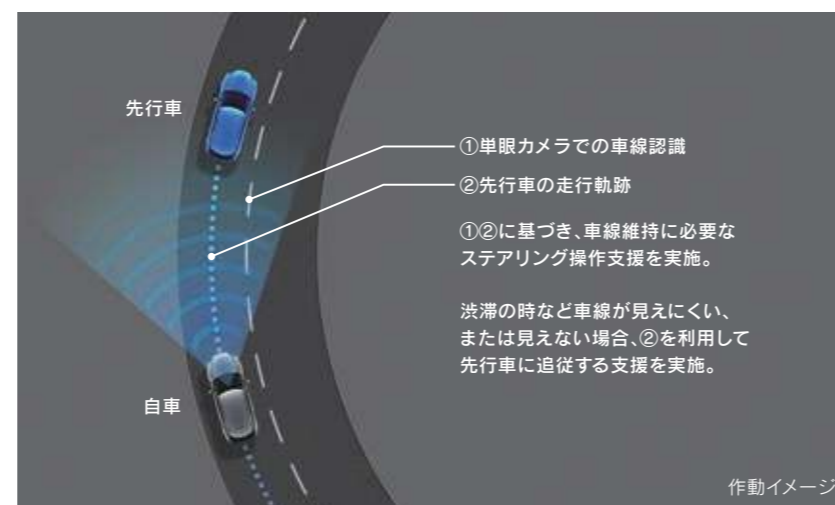 先行車
①単眼カメラでの車線認識
②先行車の走行軌跡
①②に基づき、車線維持に必要な
ステアリング操作支援を実施。
渋滞の時など車線が見えにくい、
または見えない場合、②を利用して
先行車に追従する支援を実施。
自車
作動イメージ